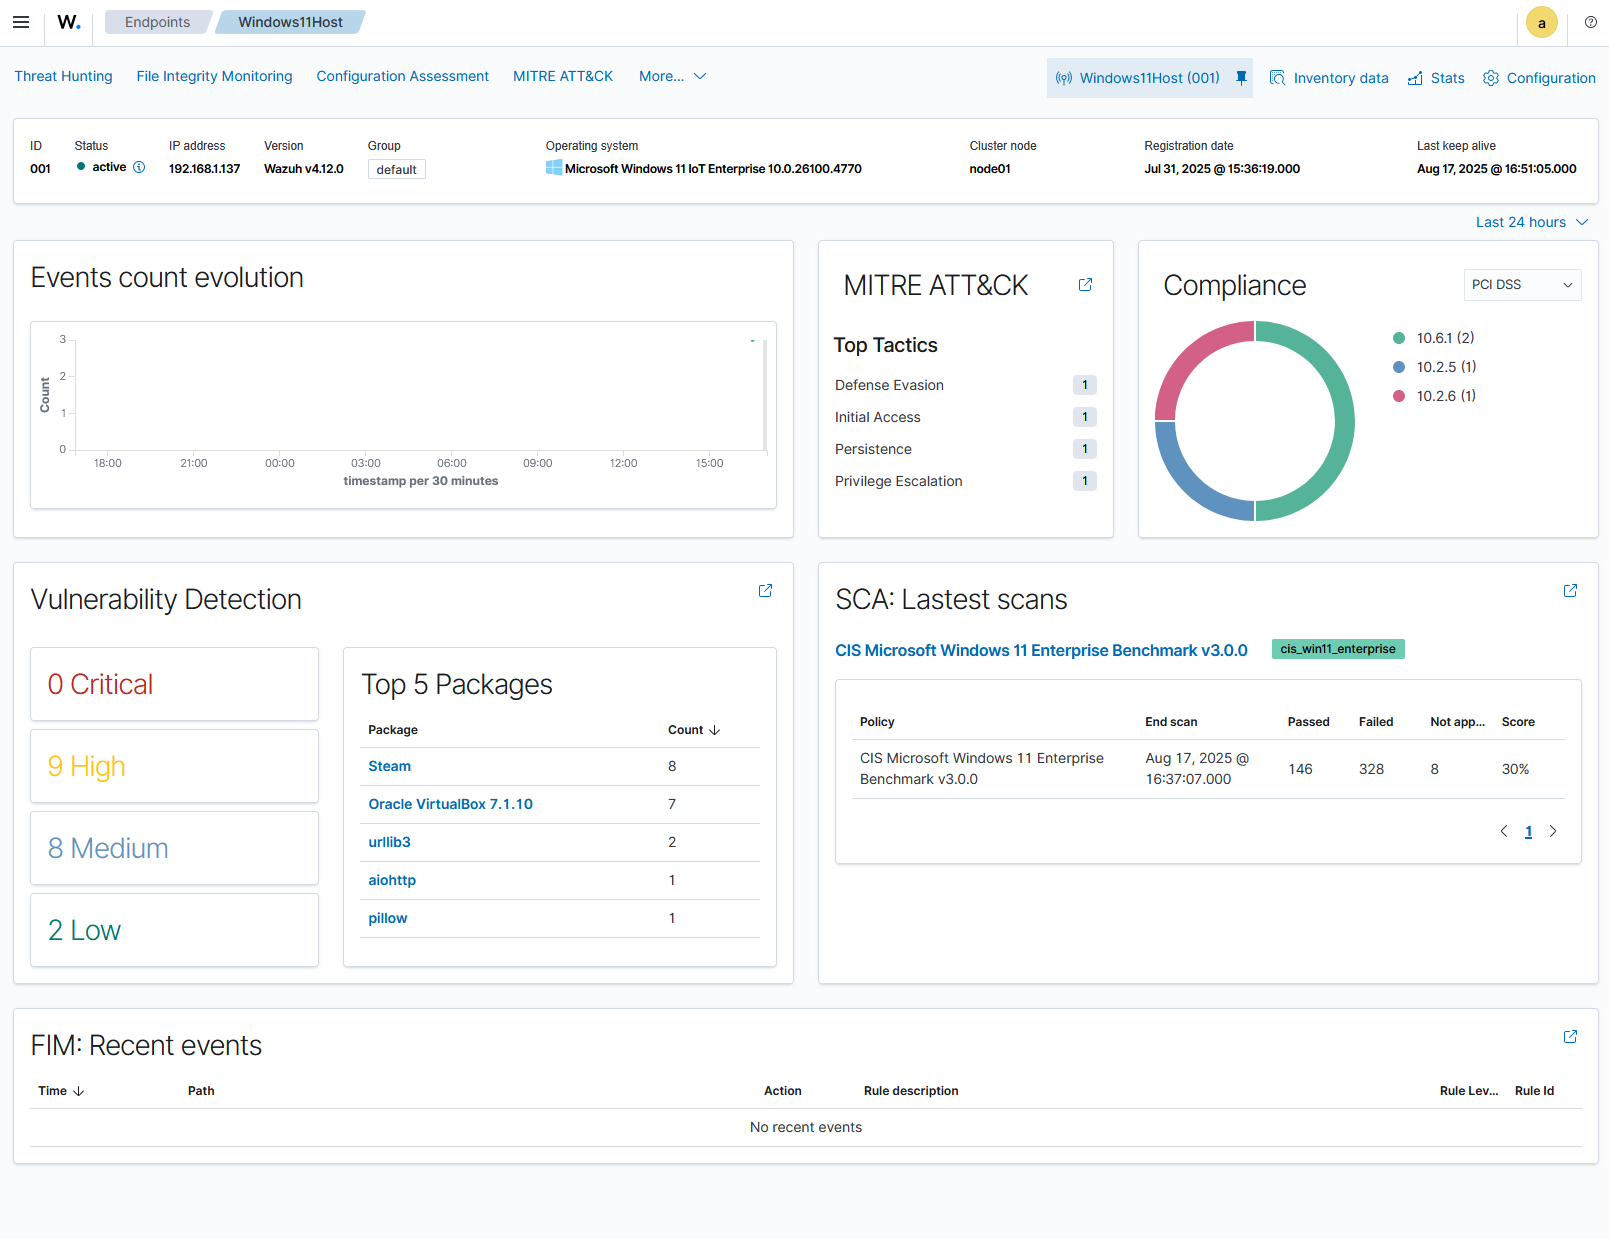 W.
Endpoints
Windows11Host
a
Threat Hunting
File Integrity Monitoring
Configuration Assessment
MITRE ATT&CK
More...
Windows11Host (001)
Inventory data
Stats
Configuration
ID
001
Status
active
IP address
192.168.1.137
Version
Wazuh v4.12.0
Group
default
Operating system
Microsoft Windows 11 IoT Enterprise 10.0.26100.4770
Cluster node
node01
Registration date
Jul 31, 2025 @ 15:36:19.000
Last keep alive
Aug 17, 2025 @ 16:51:05.000
Last 24 hours
Events count evolution
Count
3
2
1
0
18:00 21:00 00:00 03:00 06:00 09:00 12:00 15:00
timestamp per 30 minutes
MITRE ATT&CK
Top Tactics
Defense Evasion 1
Initial Access 1
Persistence 1
Privilege Escalation 1
Compliance
PCI DSS
10.6.1 (2)
10.2.5 (1)
10.2.6 (1)
Vulnerability Detection
0 Critical
9 High
8 Medium
2 Low
Top 5 Packages
Package Count
Steam 8
Oracle VirtualBox 7.1.10 7
urllib3 2
aiohttp 1
pillow 1
SCA: Lastest scans
CIS Microsoft Windows 11 Enterprise Benchmark v3.0.0
cis_win11_enterprise
Policy End scan Passed Failed Not app... Score
CIS Microsoft Windows 11 Enterprise
Benchmark v3.0.0
Aug 17, 2025 @
16:37:07.000
146 328 8 30%
1
FIM: Recent events
Time Path Action Rule description Rule Lev... Rule Id
No recent events